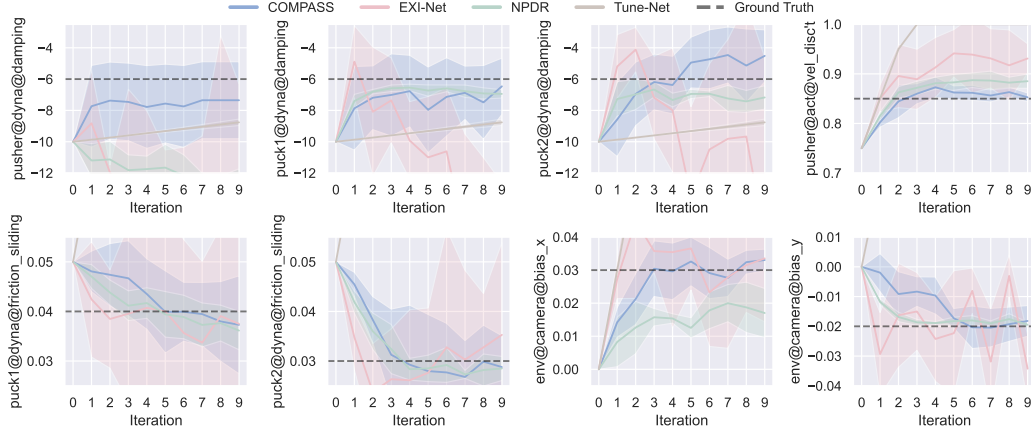 COMPASS EXI-Net NPDR Tune-Net Ground Truth
pusher@dyna@damping
−4
−6
−8
−10
−12
0 1 2 3 4 5 6 7 8 9
Iteration
puck1@dyna@damping
−4
−6
−8
−10
−12
0 1 2 3 4 5 6 7 8 9
Iteration
puck2@dyna@damping
−4
−6
−8
−10
−12
0 1 2 3 4 5 6 7 8 9
Iteration
pusher@act@vel_disc't
1.0
0.9
0.8
0.7
0 1 2 3 4 5 6 7 8 9
Iteration
puck1@dyna@friction_sliding
0.05
0.04
0.03
0 1 2 3 4 5 6 7 8 9
Iteration
puck2@dyna@friction_sliding
0.05
0.04
0.03
0 1 2 3 4 5 6 7 8 9
Iteration
env@camera@bias_x
0.04
0.03
0.02
0.01
0.00
0 1 2 3 4 5 6 7 8 9
Iteration
env@camera@bias_y
0.01
0.00
−0.01
−0.02
−0.03
−0.04
0 1 2 3 4 5 6 7 8 9
Iteration